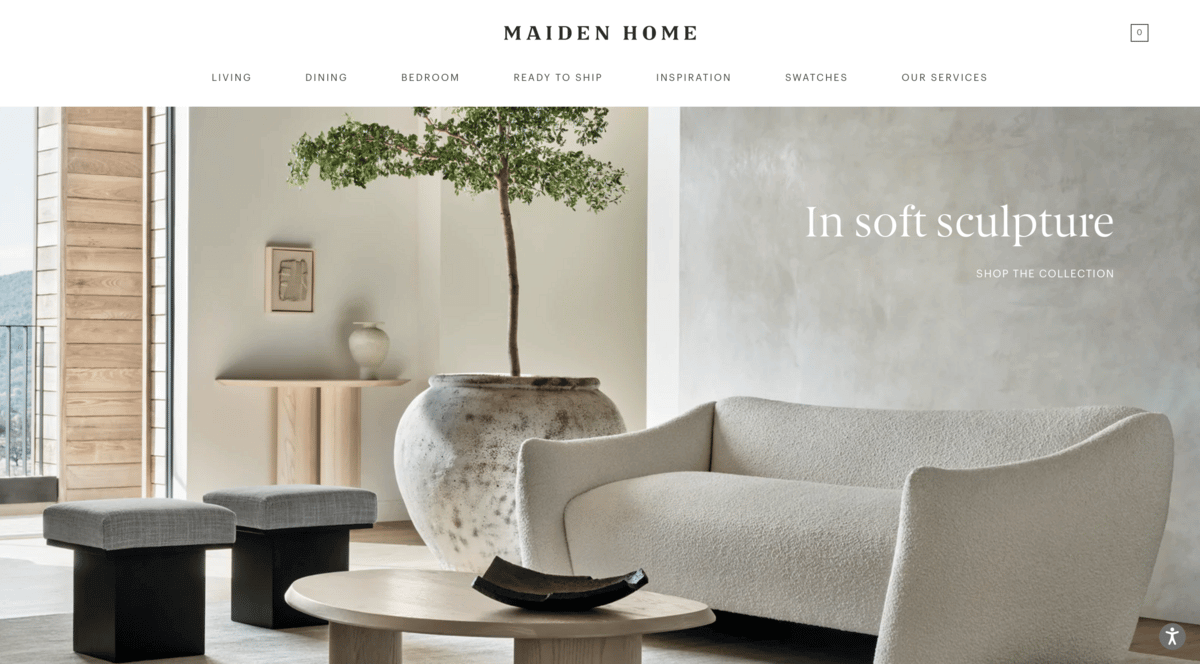 MAIDEN HOME
0
LIVING DINING BEDROOM READY TO SHIP INSPIRATION SWATCHES OUR SERVICES
In soft sculpture
SHOP THE COLLECTION